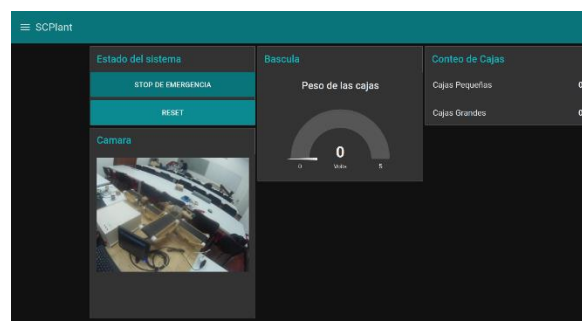 SCPlant
Estado del sistema
STOP DE EMERGENCIA
RESET
Camara
Bascula
Peso de las cajas
0
0 Volts 5
Conteo de Cajas
Cajas Pequeñas 0
Cajas Grandes 0